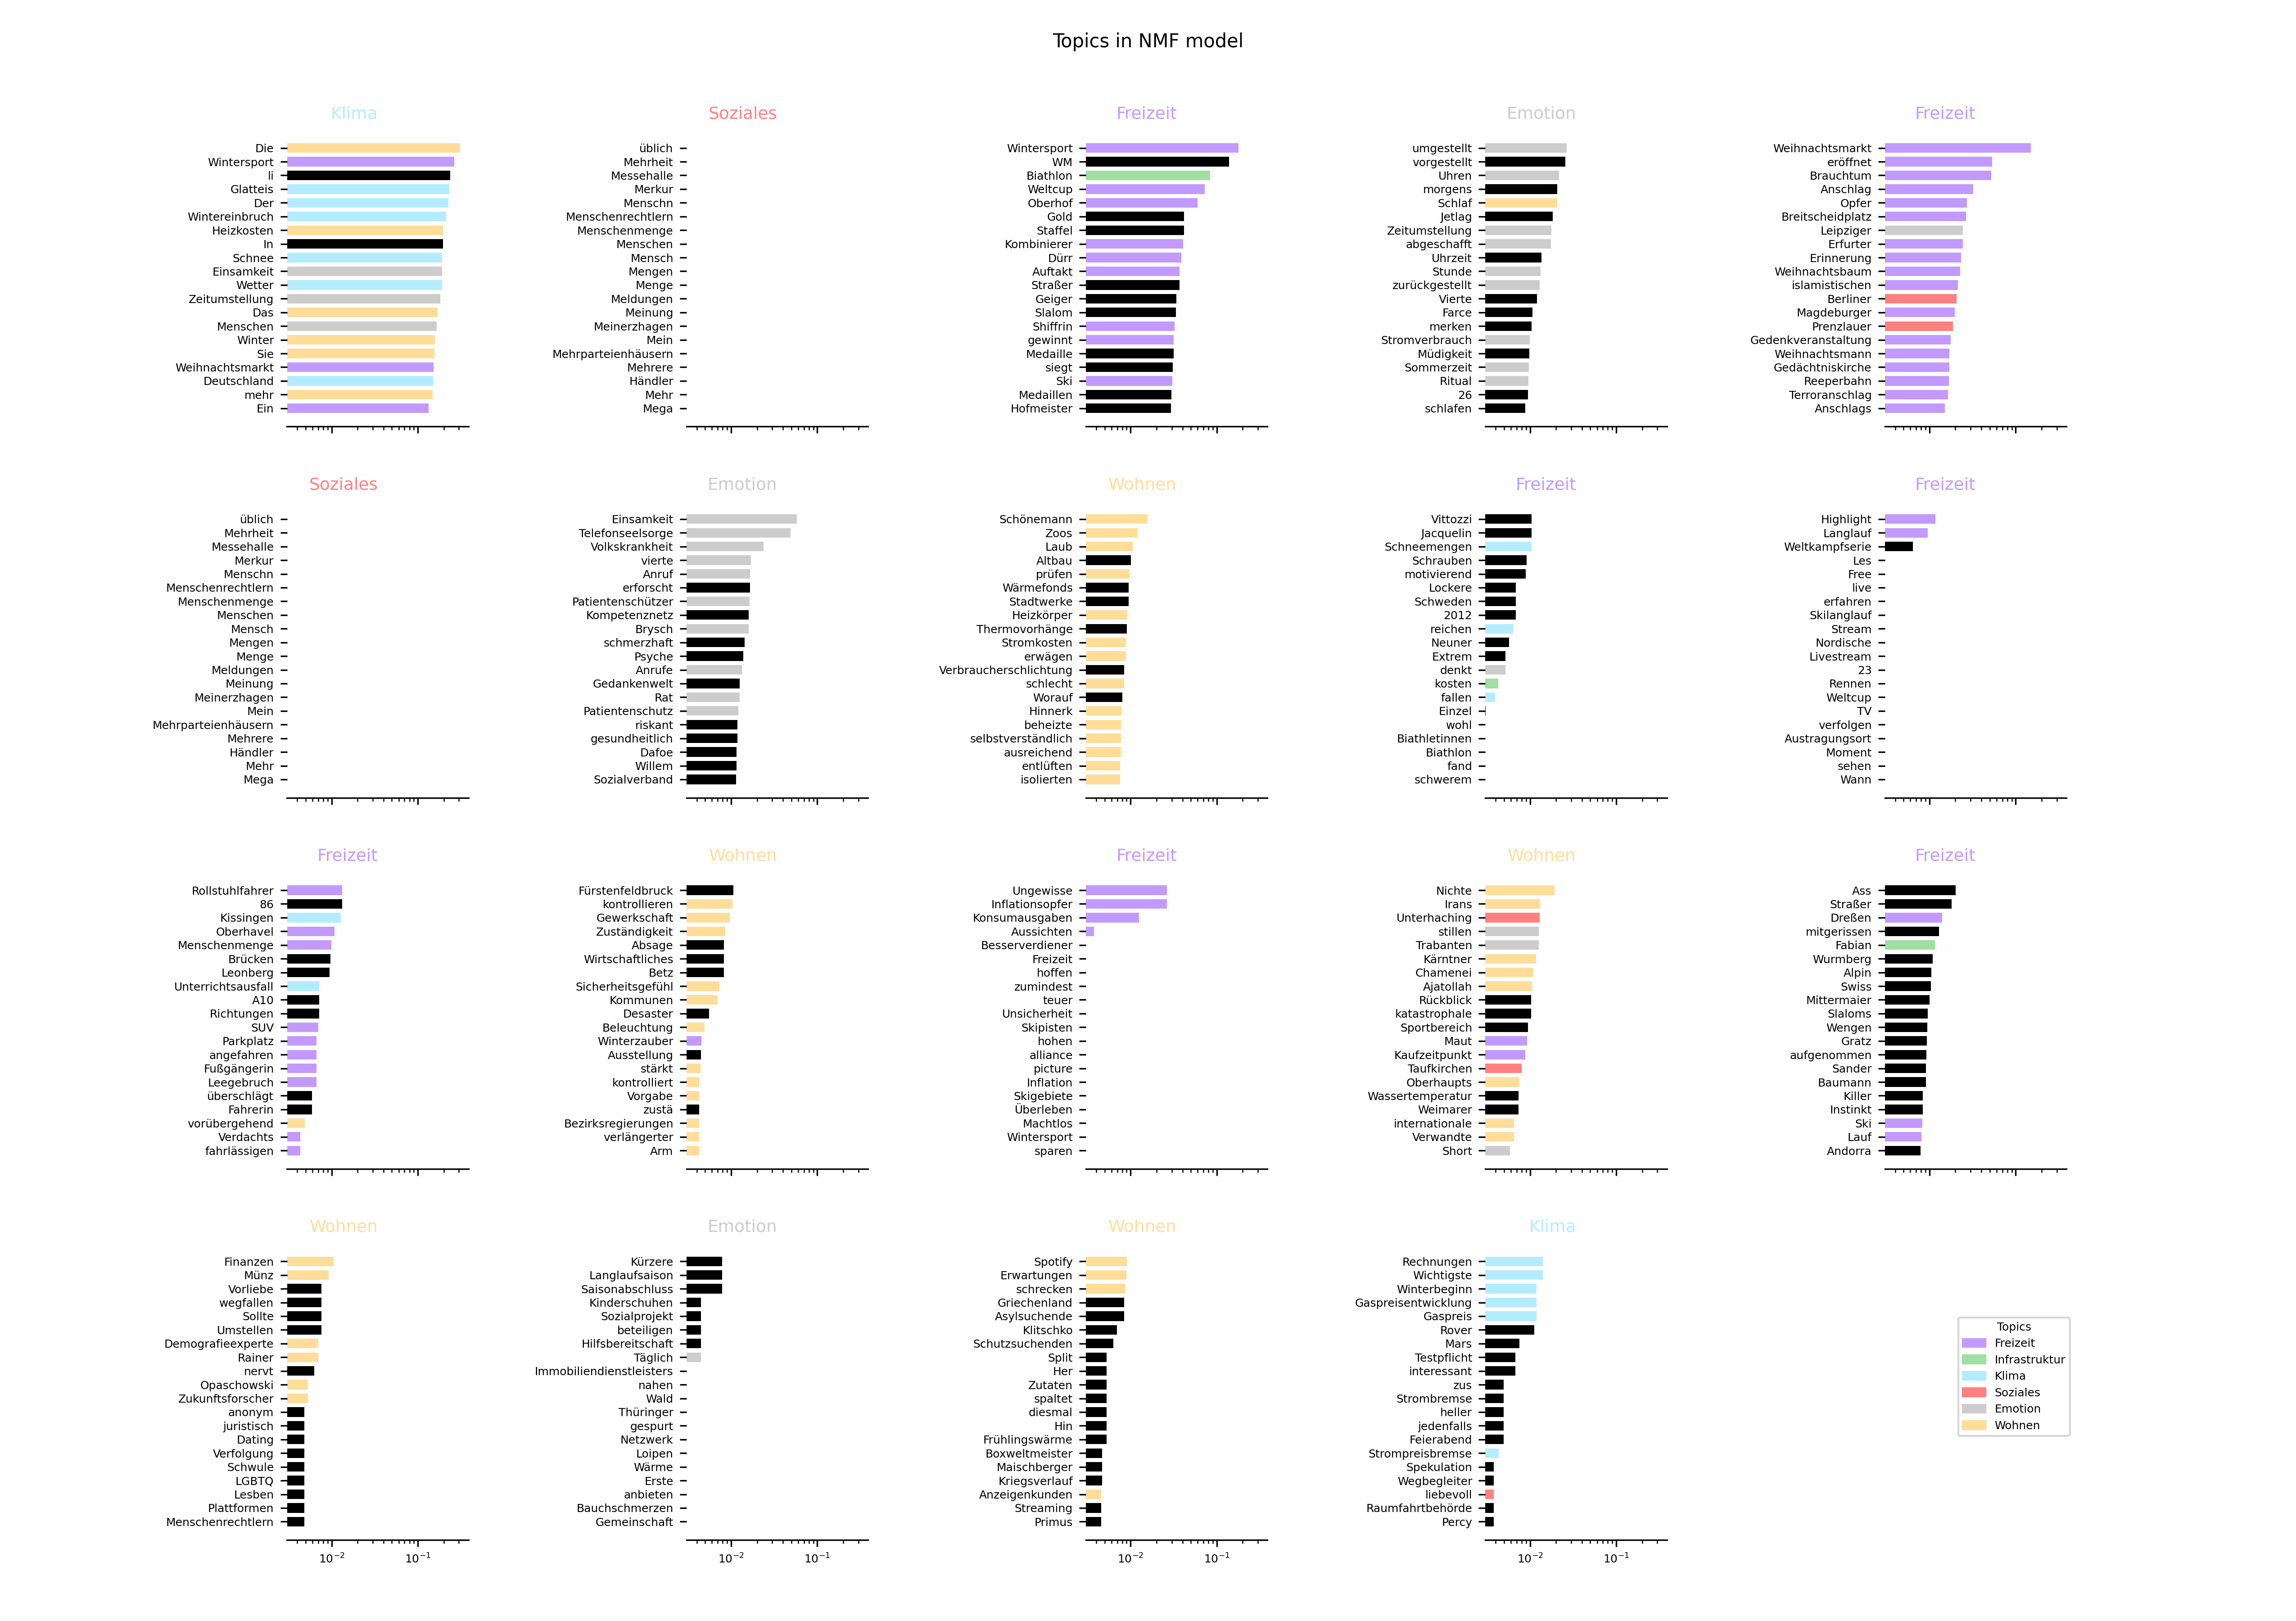 Topics in NMF model
Klima
Die
Wintersport
li
Glatteis
Der
Wintereinbruch
Heizkosten
In
Schnee
Einsamkeit
Wetter
Zeitumstellung
Das
Menschen
Winter
Sie
Weihnachtsmarkt
Deutschland
mehr
Ein
Soziales
üblich
Mehrheit
Messehalle
Merkur
Menschn
Menschenrechtlern
Menschenmenge
Menschen
Mensch
Mengen
Menge
Meldungen
Meinung
Meinerzhagen
Mein
Mehrparteienhäusern
Mehrere
Händler
Mehr
Mega
Freizeit
Wintersport
WM
Biathlon
Weltcup
Oberhof
Gold
Staffel
Kombinierer
Dürr
Auftakt
Straßer
Geiger
Slalom
Shiffrin
gewinnt
Medaille
siegt
Ski
Medaillen
Hofmeister
Emotion
umgestellt
vorgestellt
Uhren
morgens
Schlaf
Jetlag
Zeitumstellung
abgeschafft
Uhrzeit
Stunde
zurückgestellt
Vierte
Farce
merken
Stromverbrauch
Müdigkeit
Sommerzeit
Ritual
26
schlafen
Freizeit
Weihnachtsmarkt
eröffnet
Brauchtum
Anschlag
Opfer
Breitscheidplatz
Leipziger
Erfurter
Erinnerung
Weihnachtsbaum
islamistischen
Berliner
Magdeburger
Prenzlauer
Gedenkveranstaltung
Weihnachtsmann
Gedächtniskirche
Reeperbahn
Terroranschlag
Anschlags
Soziales
üblich
Mehrheit
Messehalle
Merkur
Menschn
Menschenrechtlern
Menschenmenge
Menschen
Mensch
Mengen
Menge
Meldungen
Meinung
Meinerzhagen
Mein
Mehrparteienhäusern
Mehrere
Händler
Mehr
Mega
Emotion
Einsamkeit
Telefonseelsorge
Volkskrankheit
vierte
Anruf
erforscht
Patientenschützer
Kompetenznetz
Brysch
schmerzhaft
Psyche
Anrufe
Gedankenwelt
Rat
Patientenschutz
riskant
gesundheitlich
Dafoe
Willem
Sozialverband
Wohnen
Schönemann
Zoos
Laub
Altbau
prüfen
Wärmefonds
Stadtwerke
Heizkörper
Thermovorhänge
Stromkosten
erwägen
Verbraucherschlichtung
schlecht
Worauf
Hinnerk
beheizte
selbstverständlich
ausreichend
entlüften
isolierten
Freizeit
Vittozzi
Jacquelin
Schneemengen
Schrauben
motivierend
Lockere
Schweden
2012
reichen
Neuner
Extrem
denkt
kosten
fallen
Einzel
wohl
Biathletinnen
Biathlon
fand
schwerem
Freizeit
Highlight
Langlauf
Weltkampfserie
Les
Free
live
erfahren
Skilanglauf
Stream
Nordische
Livestream
23
Rennen
Weltcup
TV
verfolgen
Austragungsort
Moment
sehen
Wann
Freizeit
Rollstuhlfahrer
86
Kissingen
Oberhavel
Menschenmenge
Brücken
Leonberg
Unterrichtsausfall
A10
Richtungen
SUV
Parkplatz
angefahren
Fußgängerin
Leegebruch
überschlägt
Fahrerin
vorübergehend
Verdachts
fahrlässigen
Wohnen
Fürstenfeldbruck
kontrollieren
Gewerkschaft
Zuständigkeit
Absage
Wirtschaftliches
Betz
Sicherheitsgefühl
Kommunen
Desaster
Beleuchtung
Winterzauber
Ausstellung
stärkt
kontrolliert
Vorgabe
zustä
Bezirksregierungen
verlängerter
Arm
Freizeit
Ungewisse
Inflationsopfer
Konsumausgaben
Aussichten
Besserverdiener
Freizeit
hoffen
zumindest
teuer
Unsicherheit
Skipisten
hohen
alliance
picture
Inflation
Skigebiete
Überleben
Machtlos
Wintersport
sparen
Wohnen
Nichte
Irans
Unterhaching
stillen
Trabanten
Kärntner
Chamenei
Ajatollah
Rückblick
katastrophale
Sportbereich
Maut
Kaufzeitpunkt
Taufkirchen
Oberhaupts
Wassertemperatur
Weimarer
internationale
Verwandte
Short
Freizeit
Ass
Straßer
Dreßen
mitgerissen
Fabian
Wurmberg
Alpin
Swiss
Mittermaier
Slaloms
Wengen
Gratz
aufgenommen
Sander
Baumann
Killer
Instinkt
Ski
Lauf
Andorra
Wohnen
Finanzen
Münz
Vorliebe
wegfallen
Sollte
Umstellen
Demografieexperte
Rainer
nervt
Opaschowski
Zukunftsforscher
anonym
juristisch
Dating
Verfolgung
Schwule
LGBTQ
Lesben
Plattformen
Menschenrechtlern
10⁻² 10⁻¹
Emotion
Kürzere
Langlaufsaison
Saisonabschluss
Kinderschuhen
Sozialprojekt
beteiligen
Hilfsbereitschaft
Täglich
Immobiliendienstleisters
nahen
Wald
Thüringer
gespurt
Netzwerk
Loipen
Wärme
Erste
anbieten
Bauchschmerzen
Gemeinschaft
10⁻² 10⁻¹
Wohnen
Spotify
Erwartungen
schrecken
Griechenland
Asylsuchende
Klitschko
Schutzsuchenden
Split
Her
Zutaten
spaltet
diesmal
Hin
Frühlingswärme
Boxweltmeister
Maischberger
Kriegsverlauf
Anzeigenkunden
Streaming
Primus
10⁻² 10⁻¹
Klima
Rechnungen
Wichtigste
Winterbeginn
Gaspreisentwicklung
Gaspreis
Rover
Mars
Testpflicht
interessant
zus
Strombremse
heller
jedenfalls
Feierabend
Strompreisbremse
Spekulation
Wegbegleiter
liebevoll
Raumfahrtbehörde
Percy
10⁻² 10⁻¹
Topics
Freizeit
Infrastruktur
Klima
Soziales
Emotion
Wohnen